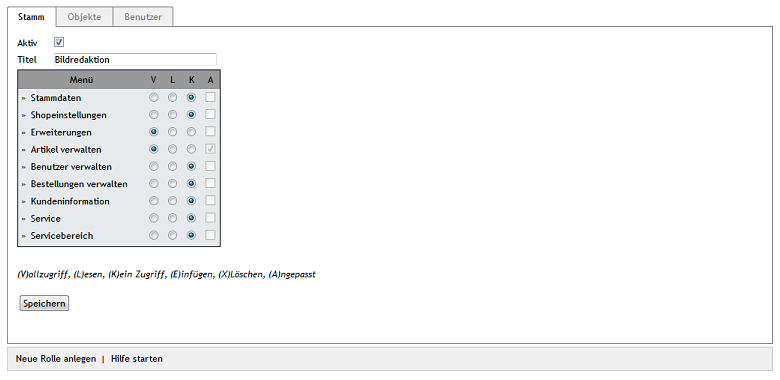 Stamm Objekte Benutzer
Aktiv
Titel Bildredaktion
Menü V L K A
» Stammdaten
» Shopeinstellungen
» Erweiterungen
» Artikel verwalten
» Benutzer verwalten
» Bestellungen verwalten
» Kundeninformation
» Service
» Servicebereich
(V)ollzugriff, (L)esen, (K)ein Zugriff, (E)infügen, (X)Löschen, (A)ngepasst
Speichern
Neue Rolle anlegen | Hilfe starten